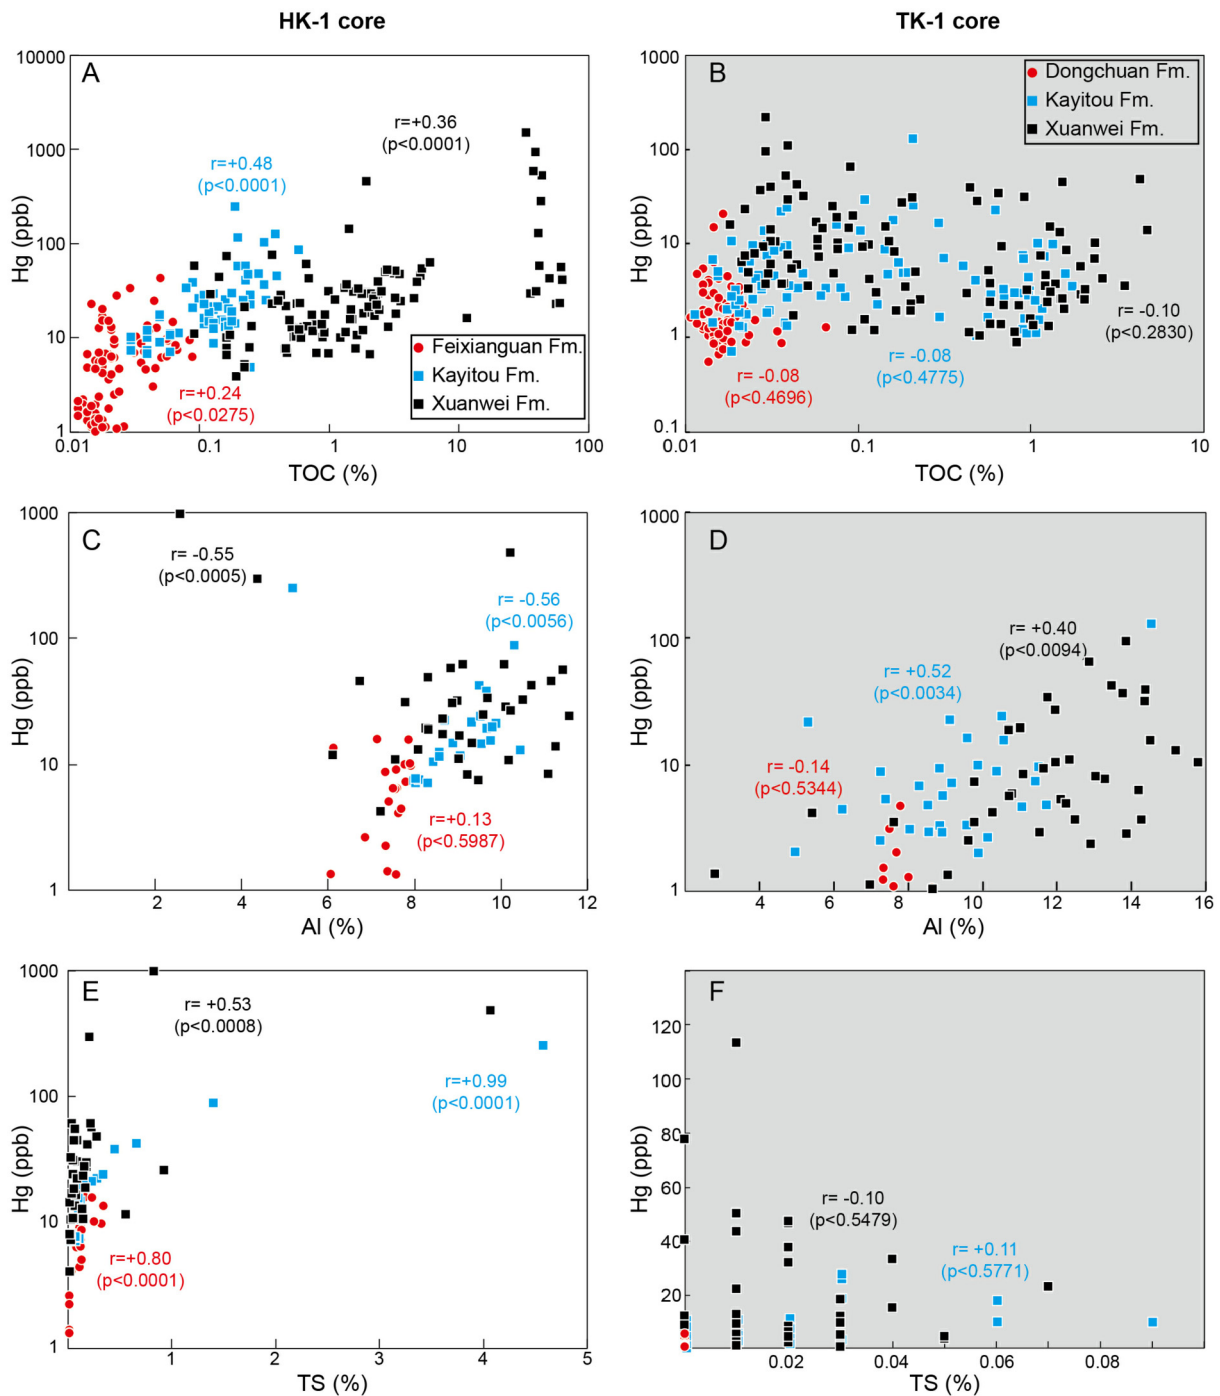 HK-1 core
TK-1 core
A
10000
1000
100
10
1
Hg (ppb)
r=+0.36
(p<0.0001)
r=+0.48
(p<0.0001)
r=+0.24
(p<0.0275)
Feixianguan Fm.
Kayitou Fm.
Xuanwei Fm.
0.01
0.1
1
10
100
TOC (%)
B
1000
100
10
1
0.1
Hg (ppb)
Dongchuan Fm.
Kayitou Fm.
Xuanwei Fm.
r= -0.10
(p<0.2830)
r= -0.08
(p<0.4775)
r= -0.08
(p<0.4696)
0.01
0.1
1
10
TOC (%)
C
1000
100
10
1
Hg (ppb)
r= -0.55
(p<0.0005)
r= -0.56
(p<0.0056)
r=+0.13
(p<0.5987)
2
4
6
8
10
12
Al (%)
D
1000
100
10
1
Hg (ppb)
r= +0.40
(p<0.0094)
r= +0.52
(p<0.0034)
r= -0.14
(p<0.5344)
4
6
8
10
12
14
16
Al (%)
E
1000
100
10
1
Hg (ppb)
r= +0.53
(p<0.0008)
r=+0.99
(p<0.0001)
r=+0.80
(p<0.0001)
1
2
3
4
5
TS (%)
F
120
100
80
60
40
20
Hg (ppb)
r= -0.10
(p<0.5479)
r= +0.11
(p<0.5771)
0.02
0.04
0.06
0.08
TS (%)